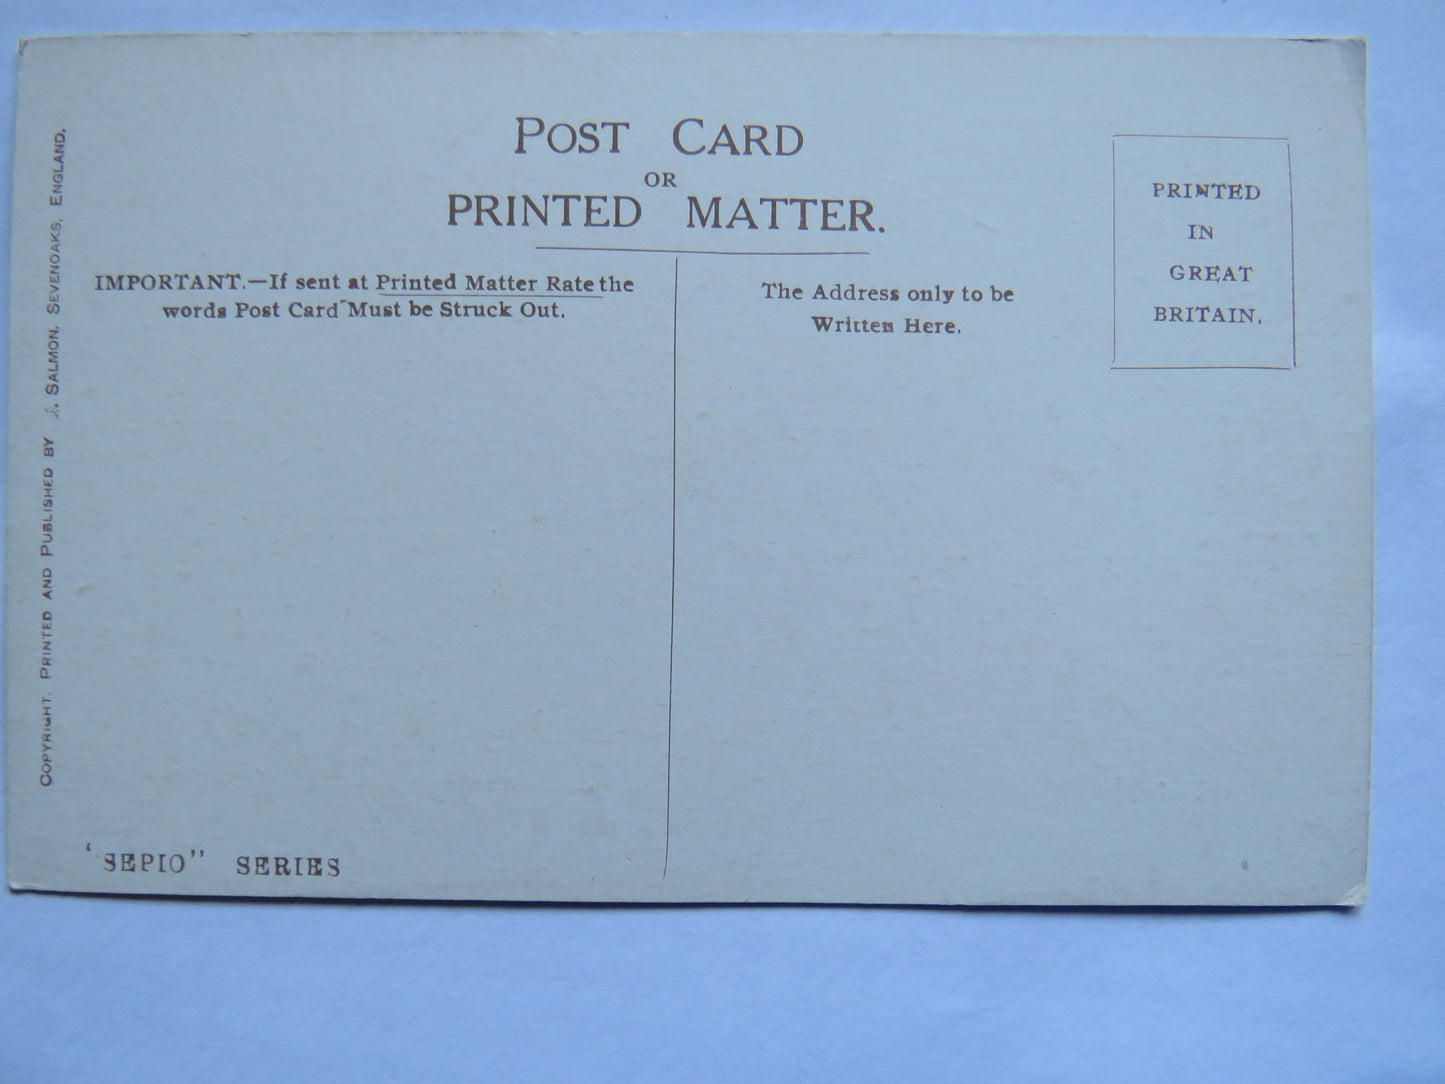 POST CARD
OR
PRINTED MATTER.
IMPORTANT.—If sent at Printed Matter Rate the
words Post Card Must be Struck Out.
The Address only to be
Written Here.
PRINTED
IN
GREAT
BRITAIN.
COPYRIGHT. PRINTED AND PUBLISHED BY J. SALMON, SEVENOAKS, ENGLAND.
"SEPIO" SERIES